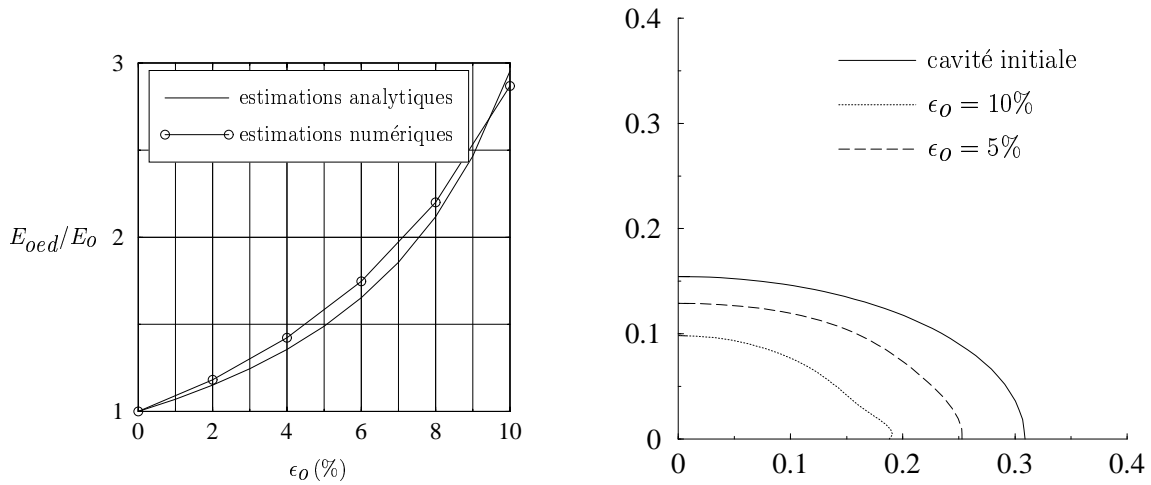 3
estimations analytiques
estimations numériques
E_oed/E_o
2
1
0 2 4 6 8 10
ϵ_o (%)
0.4
cavité initiale
ϵ_o = 10%
0.3
ϵ_o = 5%
0.2
0.1
0
0 0.1 0.2 0.3 0.4